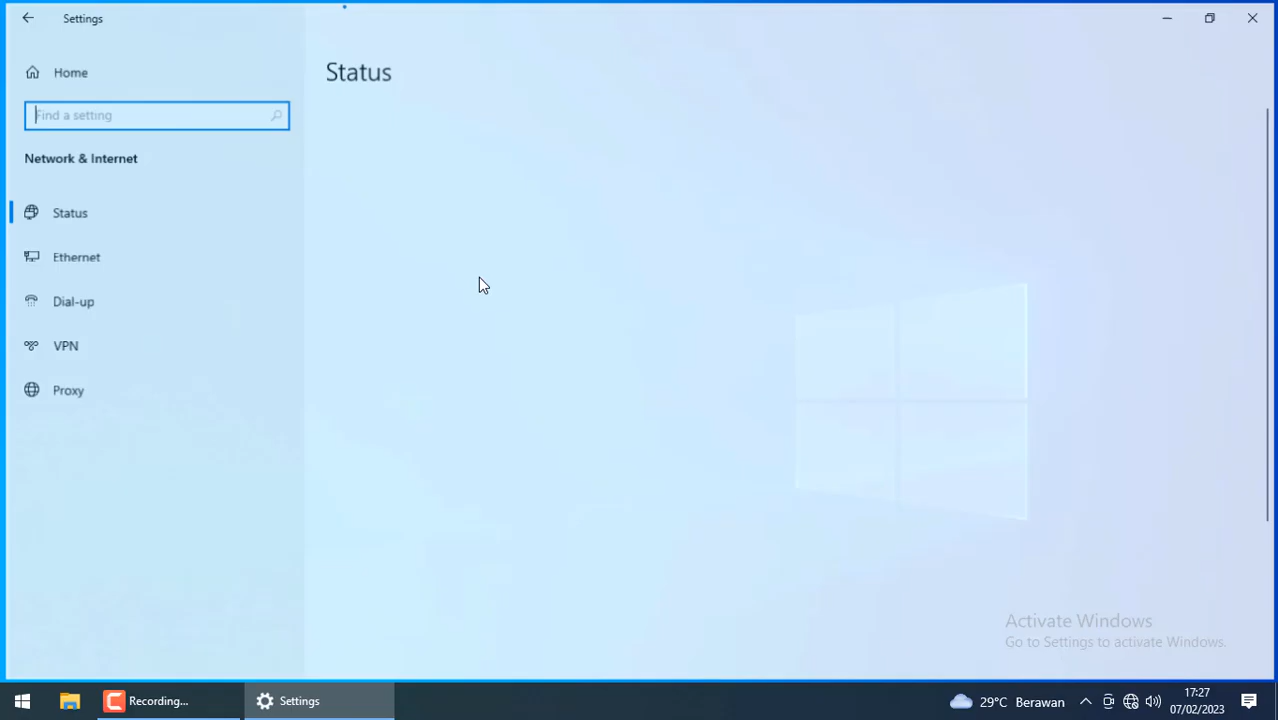 Settings
Home
Find a setting
Network & Internet
Status
Ethernet
Dial-up
VPN
Proxy
Status
Activate Windows
Go to Settings to activate Windows.
Recording...
Settings
29°C Berawan
17:27
07/02/2023